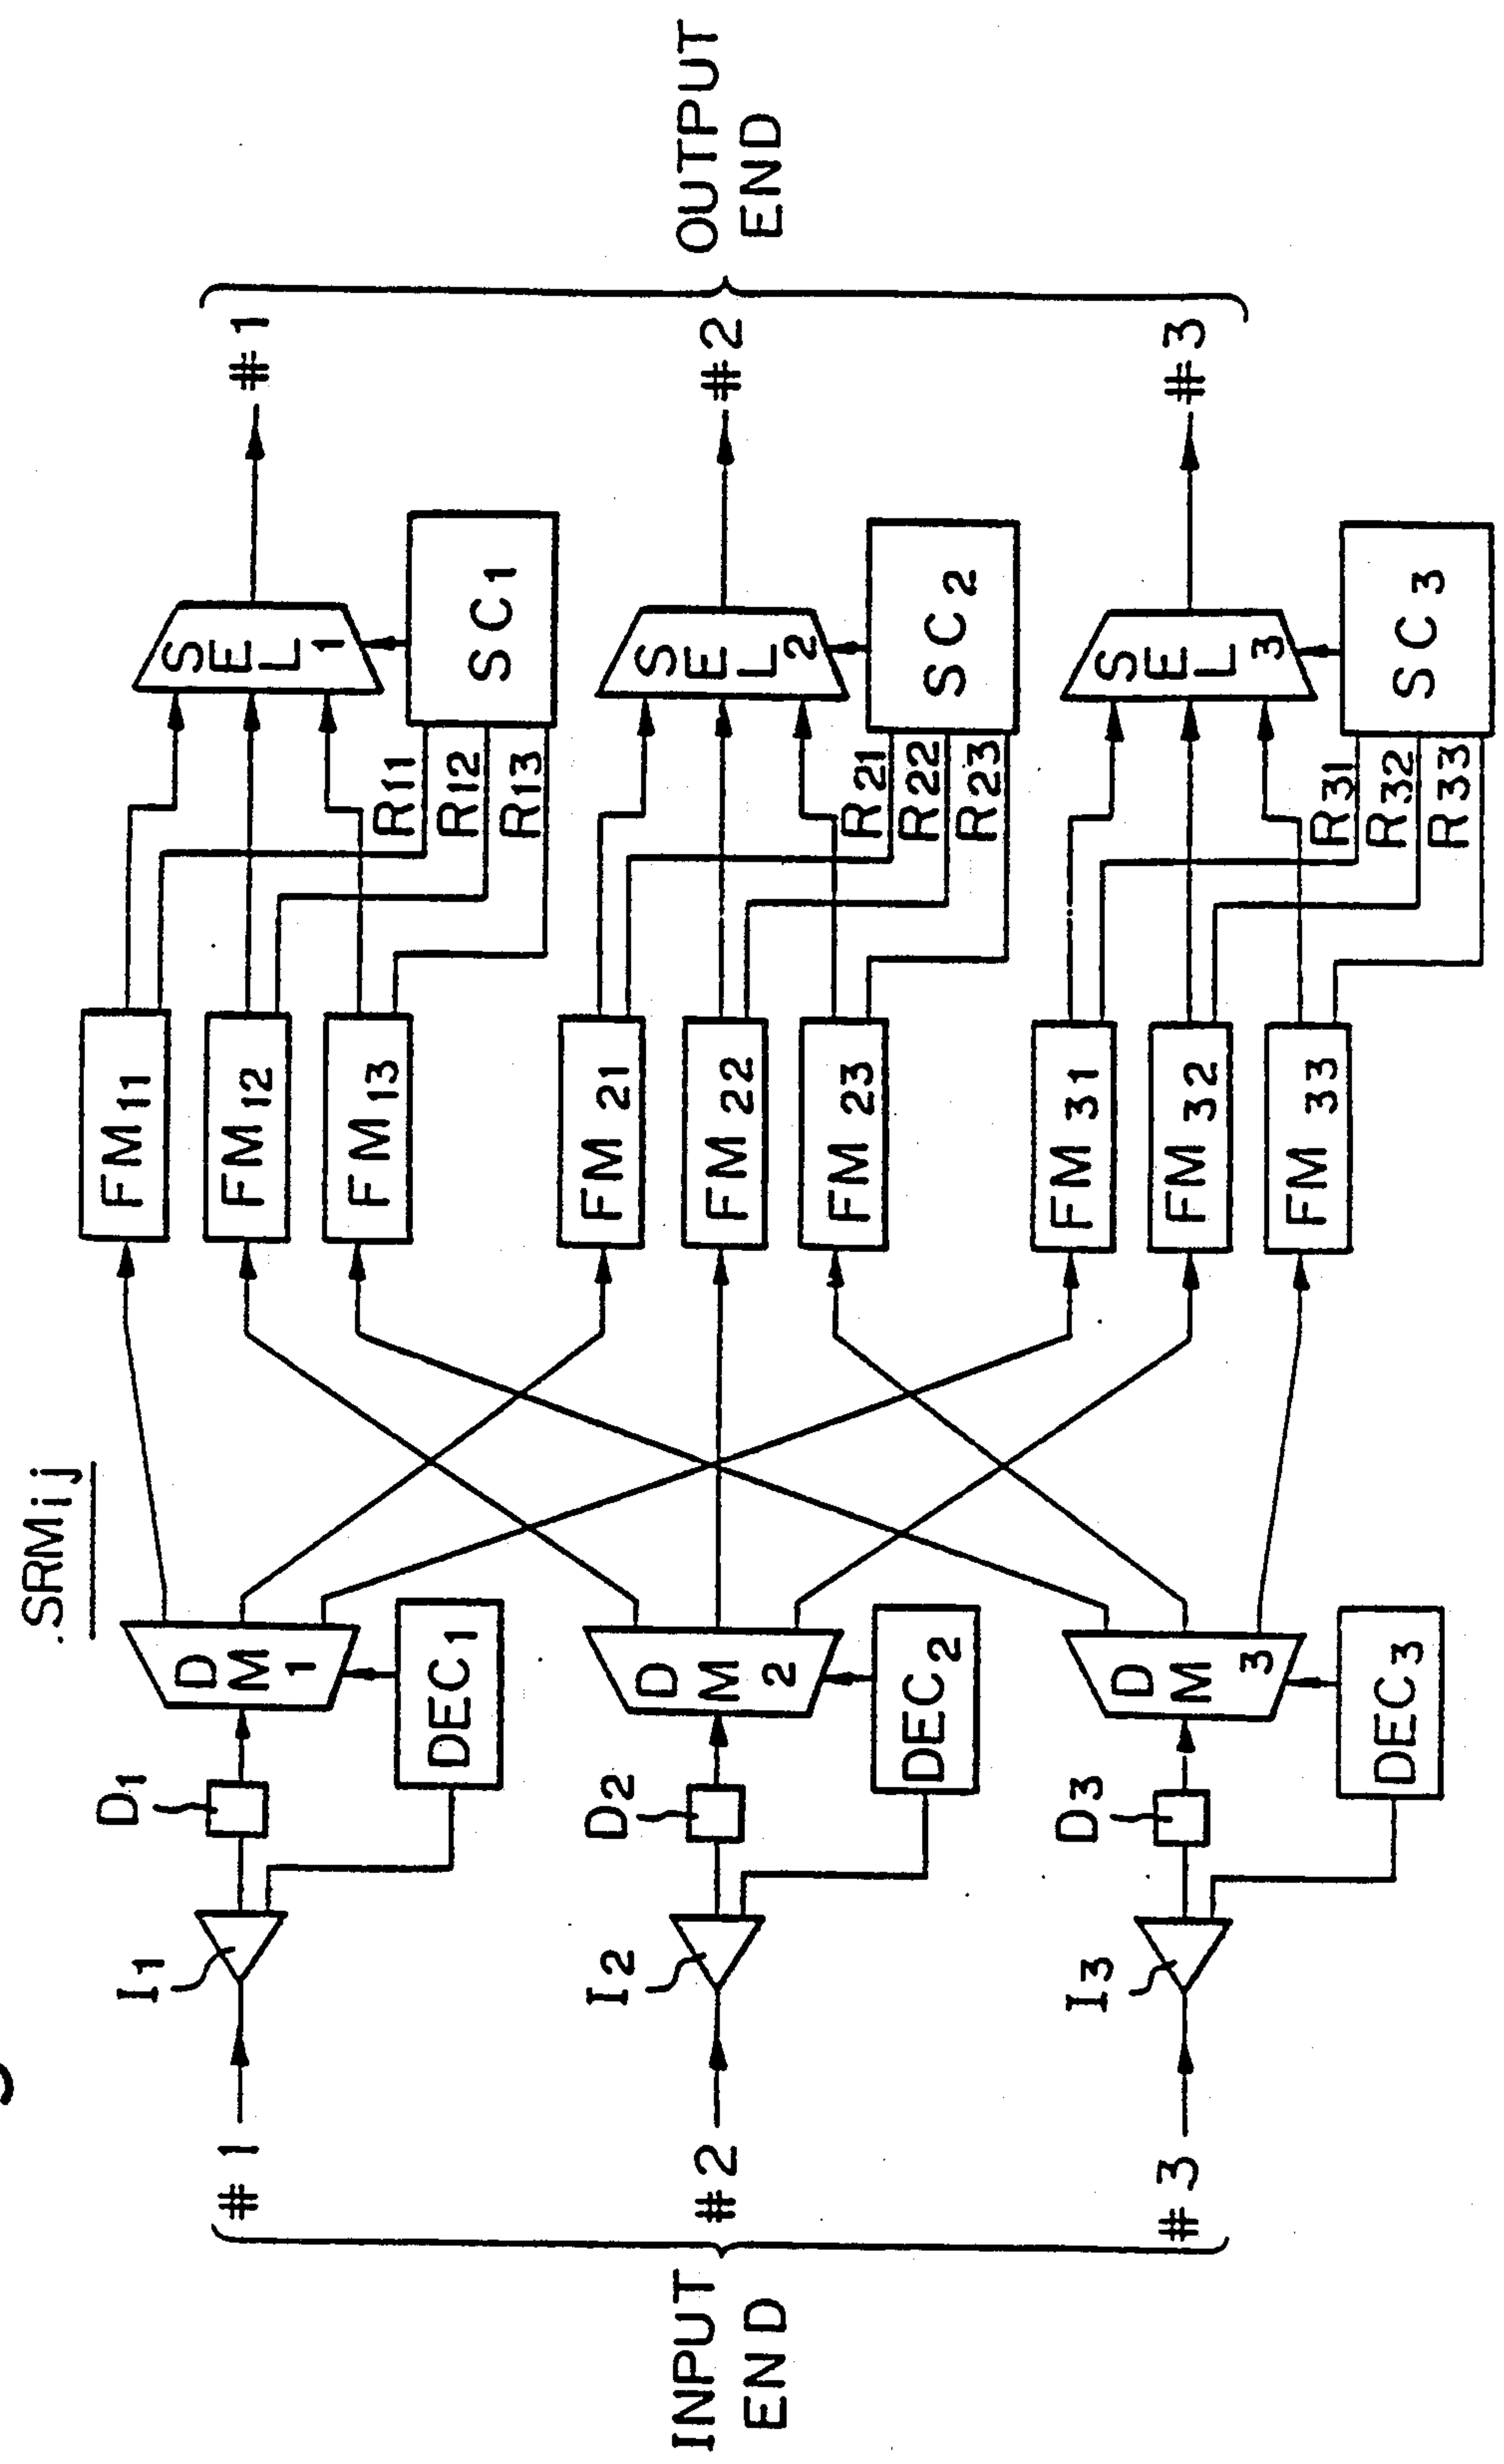 .SRMij
INPUT
END
#1
I1
D1
DEC1
DM1
FM11
FM12
FM13
R11
R12
R13
SEL1
SC1
#1
#2
I2
D2
DEC2
DM2
FM21
FM22
FM23
R21
R22
R23
SEL2
SC2
#2
#3
I3
D3
DEC3
DM3
FM31
FM32
FM33
R31
R32
R33
SEL3
SC3
#3
OUTPUT
END